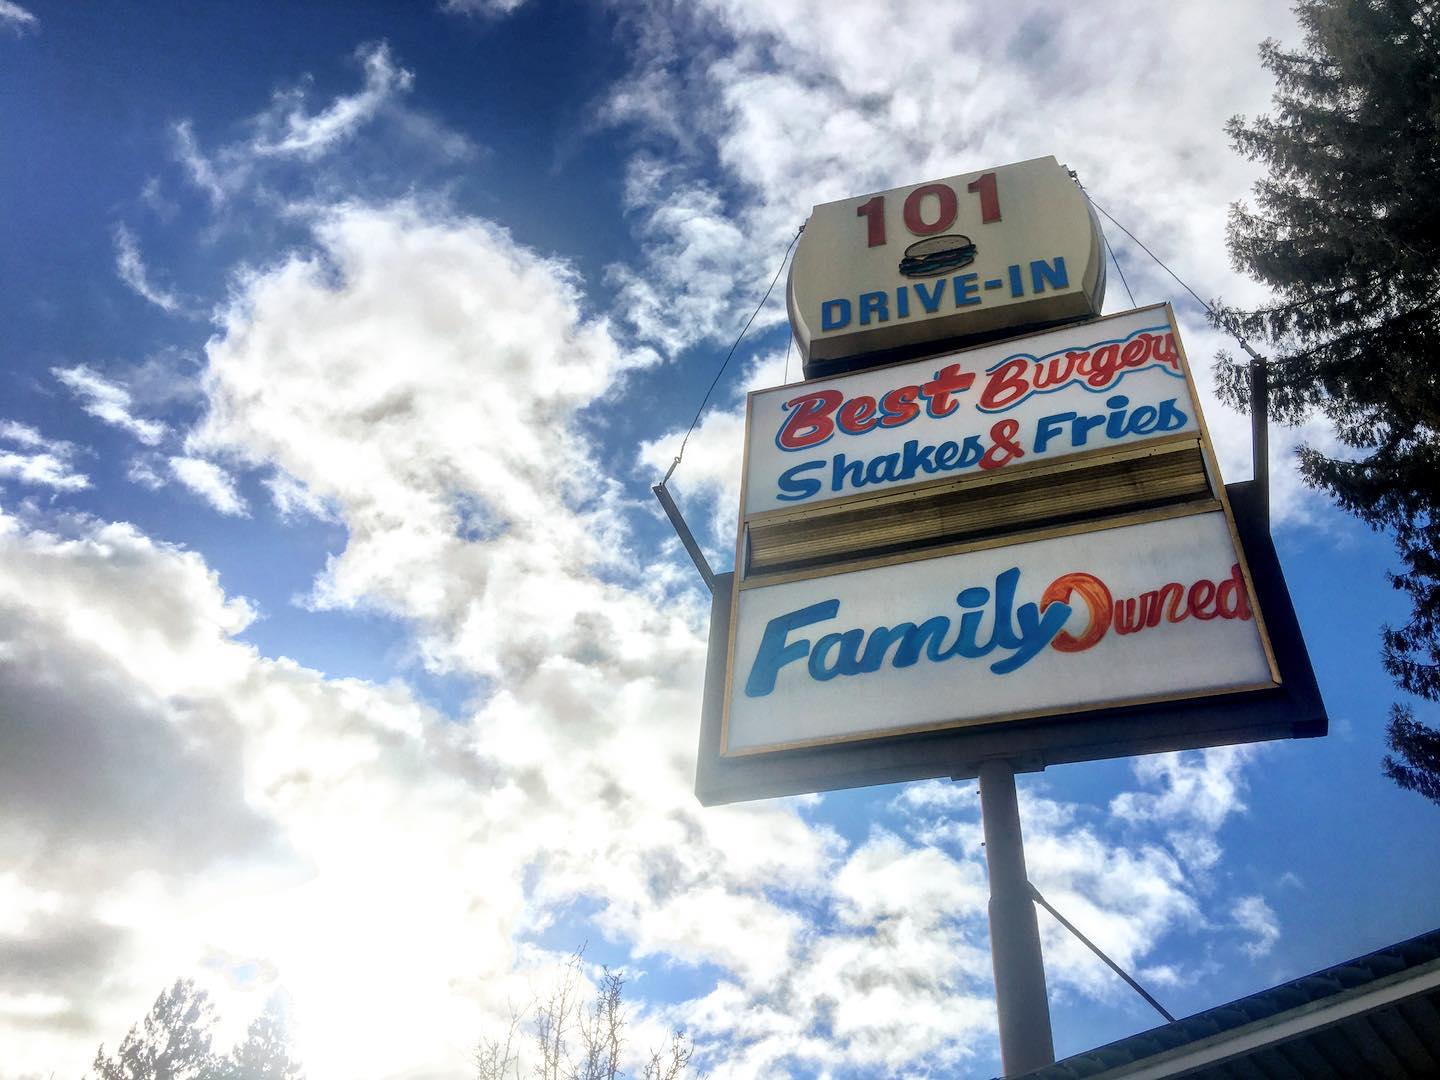 101
DRIVE-IN
Best Burgers
Shakes & Fries
Family Owned